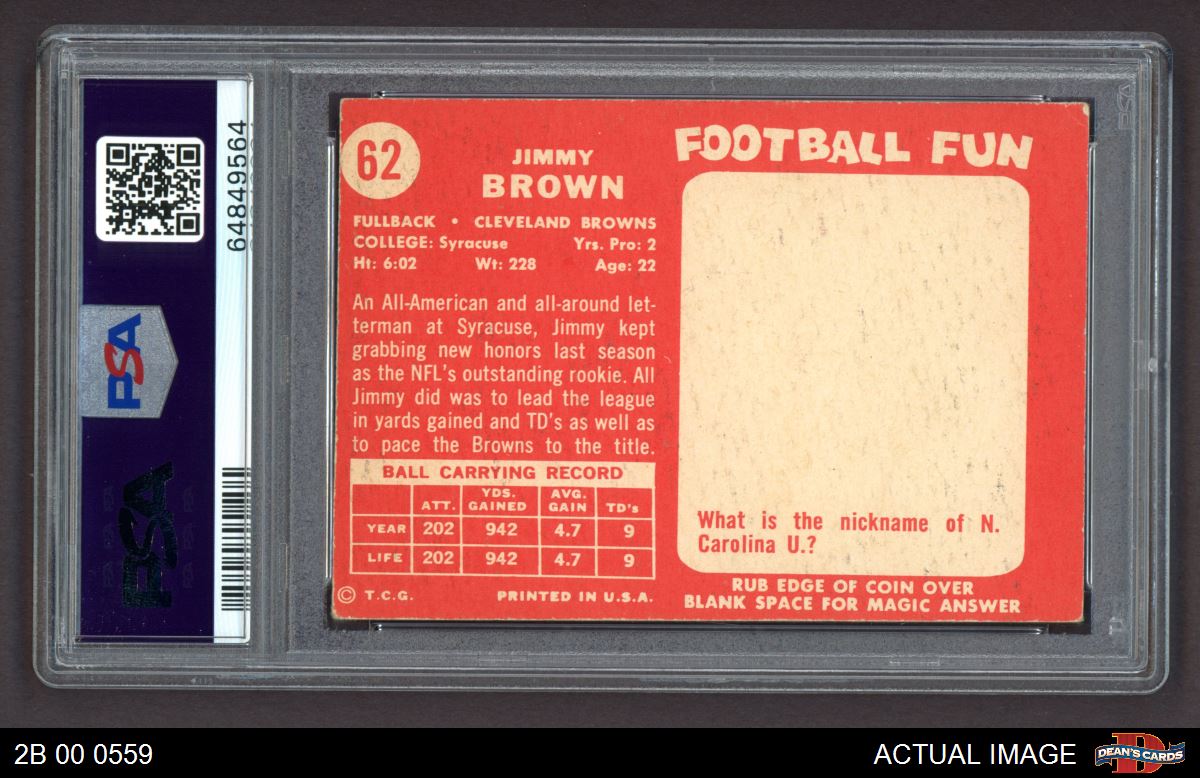 64849564
PSA
PSA
PSA
62
JIMMY
BROWN
FULLBACK • CLEVELAND BROWNS
COLLEGE: Syracuse Yrs. Pro: 2
Ht: 6:02 Wt: 228 Age: 22
An All-American and all-around let-
terman at Syracuse, Jimmy kept
grabbing new honors last season
as the NFL's outstanding rookie. All
Jimmy did was to lead the league
in yards gained and TD's as well as
to pace the Browns to the title.
BALL CARRYING RECORD
ATT. YDS. GAINED AVG. GAIN TD's
YEAR 202 942 4.7 9
LIFE 202 942 4.7 9
© T.C.G. PRINTED IN U.S.A.
FOOTBALL FUN
What is the nickname of N.
Carolina U.?
RUB EDGE OF COIN OVER
BLANK SPACE FOR MAGIC ANSWER
2B 00 0559
ACTUAL IMAGE
DEAN'S CARDS